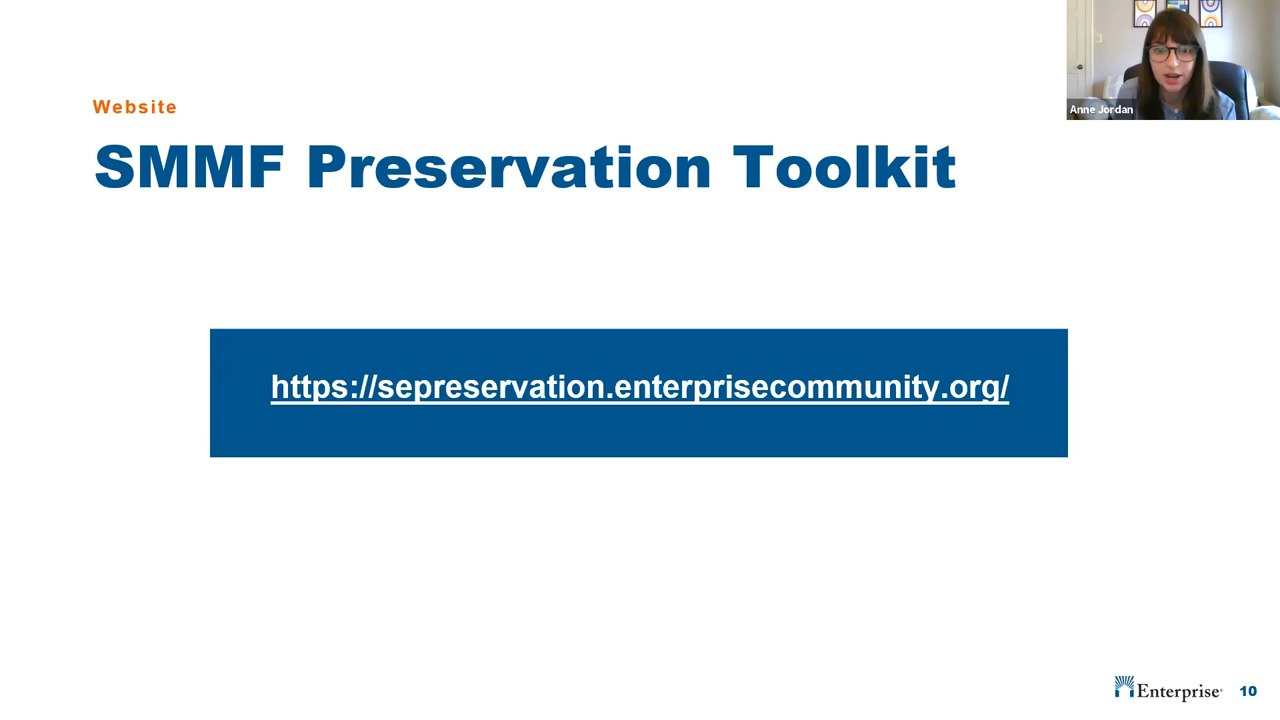 Anne Jordan
Website
SMMF Preservation Toolkit
https://sepreservation.enterprisecommunity.org/
Enterprise
10